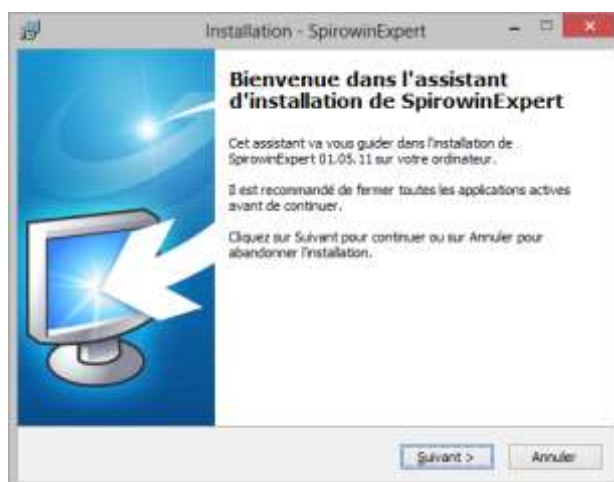 Installation - SpirowinExpert
Bienvenue dans l'assistant
d'installation de SpirowinExpert
Cet assistant va vous guider dans l'installation de
SpirowinExpert 01.05.11 sur votre ordinateur.
Il est recommandé de fermer toutes les applications actives
avant de continuer.
Cliquez sur Suivant pour continuer ou sur Annuler pour
abandonner l'installation.
Suivant >
Annuler